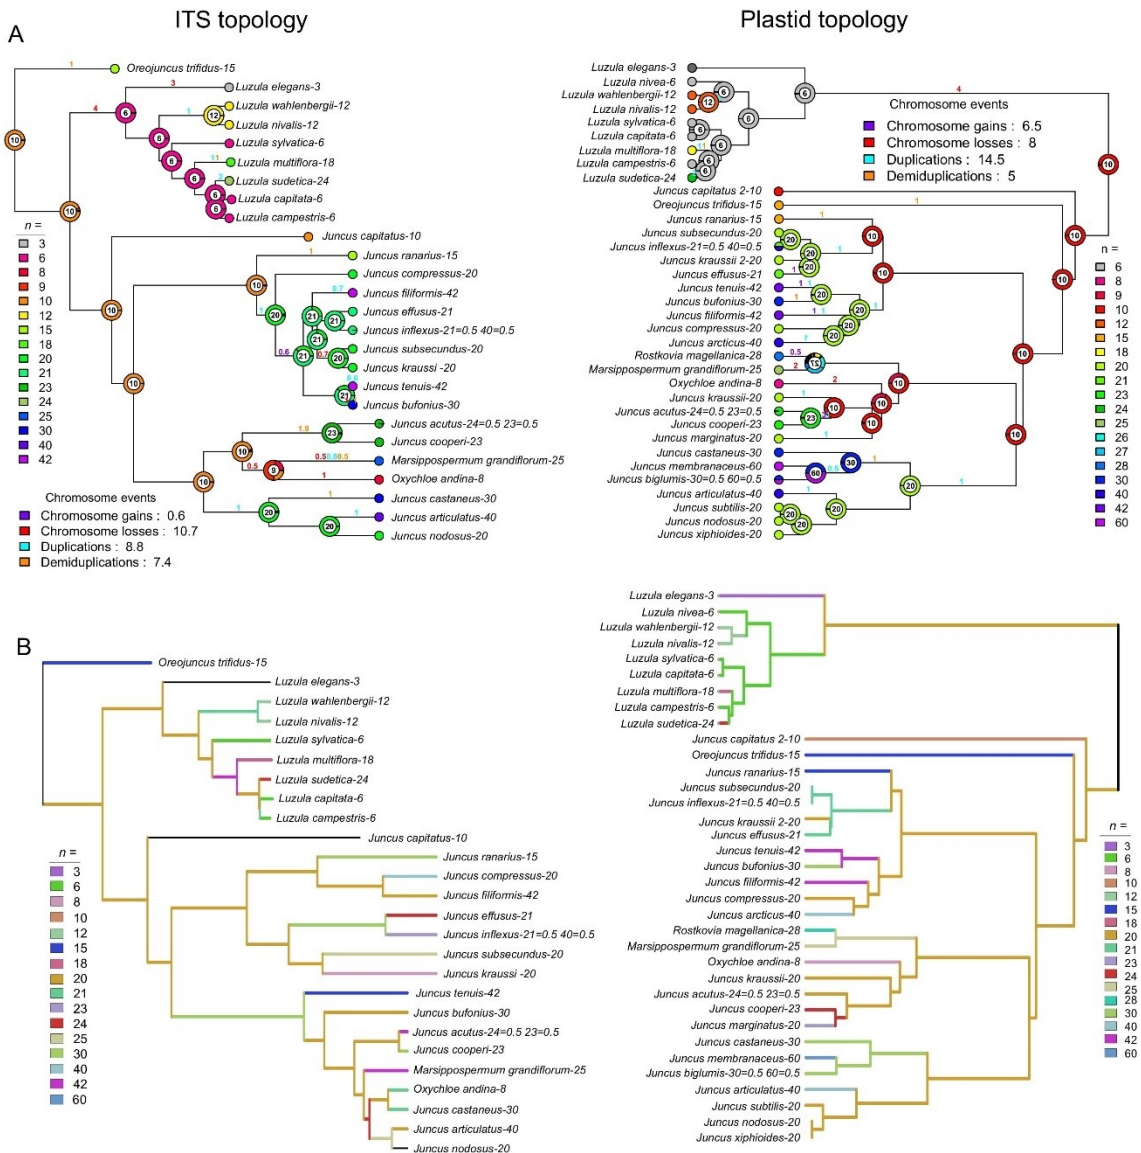 ITS topology
Plastid topology
A
Oreojuncus trifidus-15
Luzula elegans-3
Luzula wahlenbergii-12
Luzula nivalis-12
Luzula sylvatica-6
Luzula multiflora-18
Luzula sudetica-24
Luzula capitata-6
Luzula campestris-6
Juncus capitatus-10
Juncus ranarius-15
Juncus compressus-20
Juncus filiformis-42
Juncus effusus-21
Juncus inflexus-21=0.5 40=0.5
Juncus subsecundus-20
Juncus kraussi -20
Juncus tenuis-42
Juncus bufonius-30
Juncus acutus-24=0.5 23=0.5
Juncus cooperi-23
Marsippospermum grandiflorum-25
Oxychloe andina-8
Juncus castaneus-30
Juncus articulatus-40
Juncus nodosus-20
n =
3
6
8
9
10
12
15
18
20
21
23
24
25
30
40
42
Chromosome events
Chromosome gains : 0.6
Chromosome losses : 10.7
Duplications : 8.8
Demiduplications : 7.4
Luzula elegans-3
Luzula nivea-6
Luzula wahlenbergii-12
Luzula nivalis-12
Luzula sylvatica-6
Luzula capitata-6
Luzula multiflora-18
Luzula campestris-6
Luzula sudetica-24
Juncus capitatus 2-10
Oreojuncus trifidus-15
Juncus ranarius-15
Juncus subsecundus-20
Juncus inflexus-21=0.5 40=0.5
Juncus kraussii 2-20
Juncus effusus-21
Juncus tenuis-42
Juncus bufonius-30
Juncus filiformis-42
Juncus compressus-20
Juncus arcticus-40
Rostkovia magellanica-28
Marsippospermum grandiflorum-25
Oxychloe andina-8
Juncus kraussii-20
Juncus acutus-24=0.5 23=0.5
Juncus cooperi-23
Juncus marginatus-20
Juncus castaneus-30
Juncus membranaceus-60
Juncus biglumis-30=0.5 60=0.5
Juncus articulatus-40
Juncus subtilis-20
Juncus nodosus-20
Juncus xiphioides-20
Chromosome events
Chromosome gains : 6.5
Chromosome losses : 8
Duplications : 14.5
Demiduplications : 5
n =
6
8
9
10
12
15
18
20
21
23
24
25
26
27
28
30
40
42
60
B
Oreojuncus trifidus-15
Luzula elegans-3
Luzula wahlenbergii-12
Luzula nivalis-12
Luzula sylvatica-6
Luzula multiflora-18
Luzula sudetica-24
Luzula capitata-6
Luzula campestris-6
Juncus capitatus-10
Juncus ranarius-15
Juncus compressus-20
Juncus filiformis-42
Juncus effusus-21
Juncus inflexus-21=0.5 40=0.5
Juncus subsecundus-20
Juncus kraussi -20
Juncus tenuis-42
Juncus bufonius-30
Juncus acutus-24=0.5 23=0.5
Juncus cooperi-23
Marsippospermum grandiflorum-25
Oxychloe andina-8
Juncus castaneus-30
Juncus articulatus-40
Juncus nodosus-20
n =
3
6
8
10
12
15
18
20
21
23
24
25
30
40
42
60
Luzula elegans-3
Luzula nivea-6
Luzula wahlenbergii-12
Luzula nivalis-12
Luzula sylvatica-6
Luzula capitata-6
Luzula multiflora-18
Luzula campestris-6
Luzula sudetica-24
Juncus capitatus 2-10
Oreojuncus trifidus-15
Juncus ranarius-15
Juncus subsecundus-20
Juncus inflexus-21=0.5 40=0.5
Juncus kraussii 2-20
Juncus effusus-21
Juncus tenuis-42
Juncus bufonius-30
Juncus filiformis-42
Juncus compressus-20
Juncus arcticus-40
Rostkovia magellanica-28
Marsippospermum grandiflorum-25
Oxychloe andina-8
Juncus kraussii-20
Juncus acutus-24=0.5 23=0.5
Juncus cooperi-23
Juncus marginatus-20
Juncus castaneus-30
Juncus membranaceus-60
Juncus biglumis-30=0.5 60=0.5
Juncus articulatus-40
Juncus subtilis-20
Juncus nodosus-20
Juncus xiphioides-20
n =
3
6
8
10
12
15
18
20
21
23
24
25
28
30
40
42
60